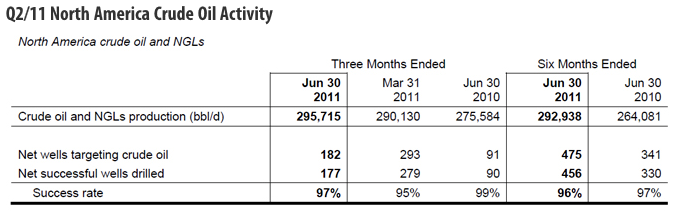 Q2/11 North America Crude Oil Activity
North America crude oil and NGLs
Three Months Ended Six Months Ended
Jun 30 Mar 31 Jun 30 Jun 30 Jun 30
2011 2011 2010 2011 2010
Crude oil and NGLs production (bbl/d) 295,715 290,130 275,584 292,938 264,081
Net wells targeting crude oil 182 293 91 475 341
Net successful wells drilled 177 279 90 456 330
Success rate 97% 95% 99% 96% 97%